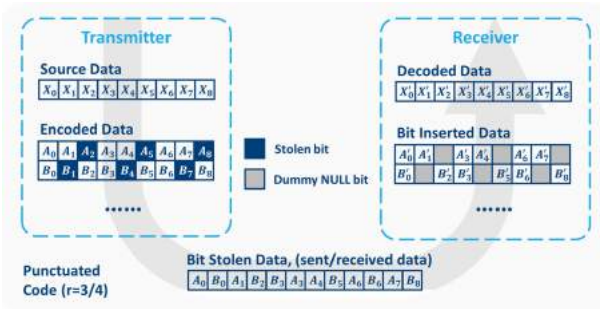 Transmitter
Source Data
X₀ X₁ X₂ X₃ X₄ X₅ X₆ X₇ X₈
Encoded Data
A₀ A₁ A₂ A₃ A₄ A₅ A₆ A₇ A₈
B₀ B₁ B₂ B₃ B₄ B₅ B₆ B₇ B₈
......
Stolen bit
Dummy NULL bit
Receiver
Decoded Data
X′₀ X′₁ X′₂ X′₃ X′₄ X′₅ X′₆ X′₇ X′₈
Bit Inserted Data
A′₀ A′₁ A′₃ A′₄ A′₆ A′₇
B′₀ B′₂ B′₃ B′₅ B′₆ B′₈
......
Punctuated
Code (r=3/4)
Bit Stolen Data, (sent/received data)
A₀ B₀ A₁ B₂ B₃ A₃ A₄ B₅ A₆ B₆ A₇ B₈